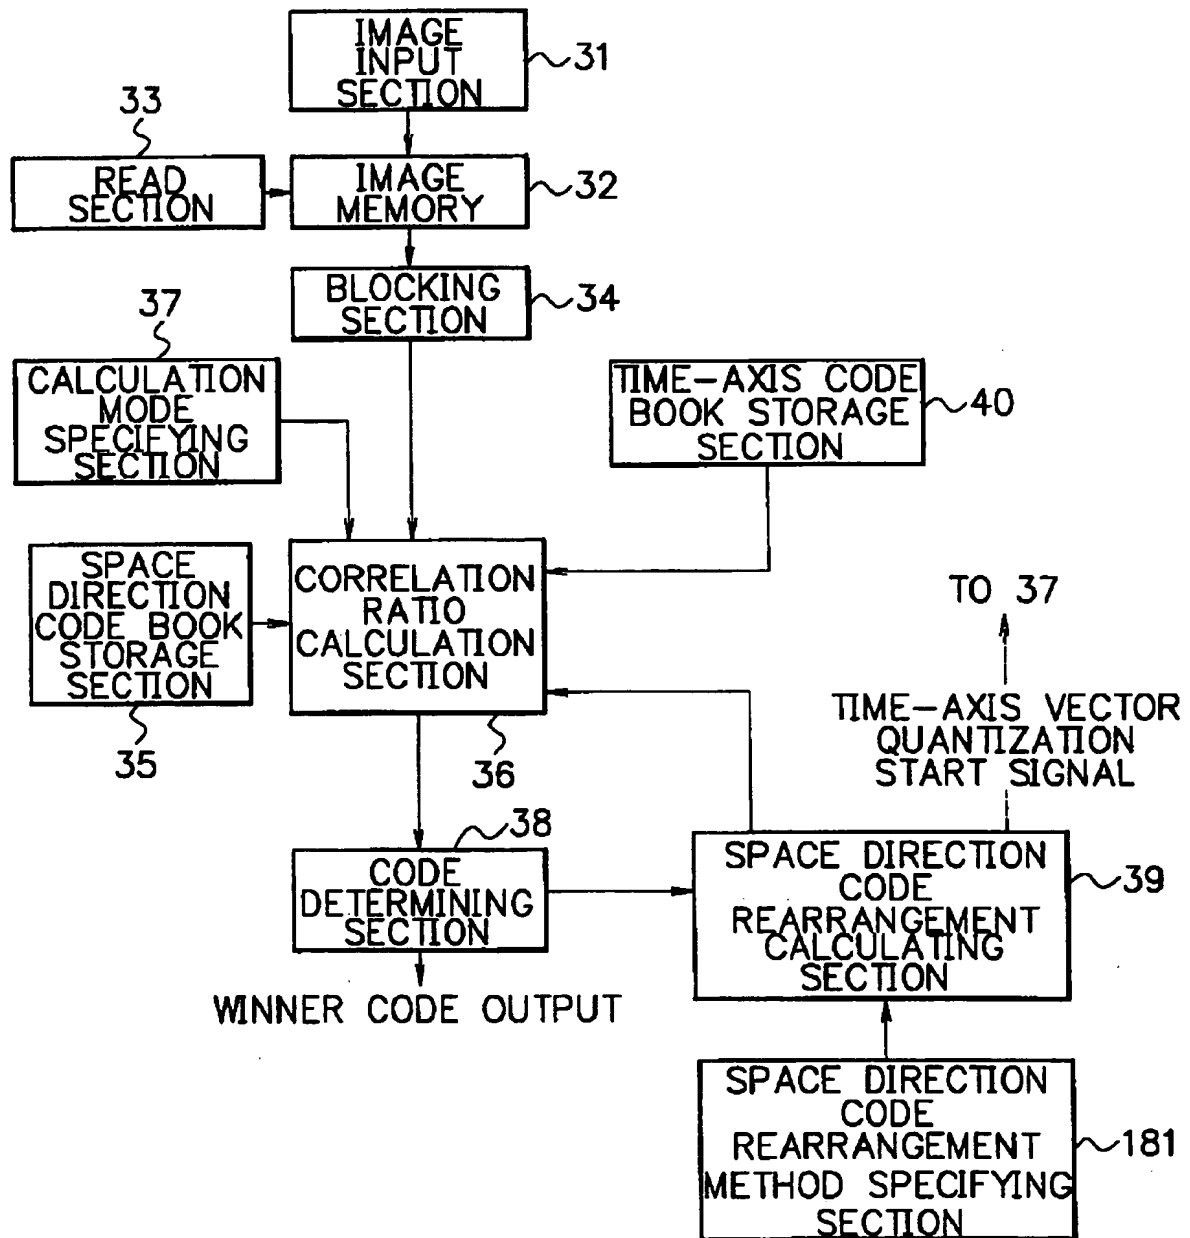 IMAGE
INPUT
SECTION
31
33
READ
SECTION
IMAGE
MEMORY
32
BLOCKING
SECTION
34
37
CALCULATION
MODE
SPECIFYING
SECTION
TIME-AXIS CODE
BOOK STORAGE
SECTION
40
SPACE
DIRECTION
CODE BOOK
STORAGE
SECTION
35
CORRELATION
RATIO
CALCULATION
SECTION
36
TO 37
TIME-AXIS VECTOR
QUANTIZATION
START SIGNAL
38
CODE
DETERMINING
SECTION
WINNER CODE OUTPUT
SPACE DIRECTION
CODE
REARRANGEMENT
CALCULATING
SECTION
39
SPACE DIRECTION
CODE
REARRANGEMENT
METHOD SPECIFYING
SECTION
181